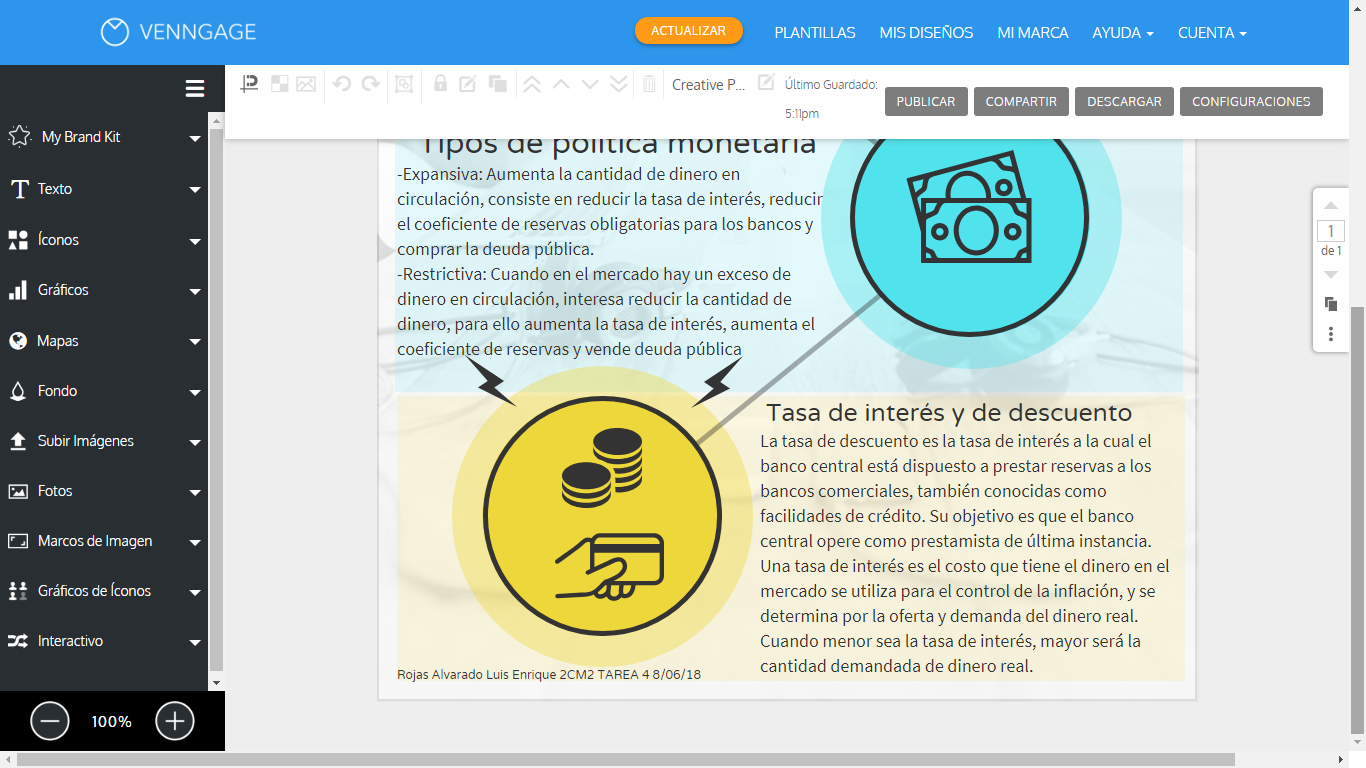 VENNGAGE
ACTUALIZAR
PLANTILLAS
MIS DISEÑOS
MI MARCA
AYUDA
CUENTA
Creative P...
Último Guardado:
5:11pm
PUBLICAR
COMPARTIR
DESCARGAR
CONFIGURACIONES
My Brand Kit
Texto
Íconos
Gráficos
Mapas
Fondo
Subir Imágenes
Fotos
Marcos de Imagen
Gráficos de Íconos
Interactivo
100%
Tipos de política monetaria
-Expansiva: Aumenta la cantidad de dinero en
circulación, consiste en reducir la tasa de interés, reducir
el coeficiente de reservas obligatorias para los bancos y
comprar la deuda pública.
-Restrictiva: Cuando en el mercado hay un exceso de
dinero en circulación, interesa reducir la cantidad de
dinero, para ello aumenta la tasa de interés, aumenta el
coeficiente de reservas y vende deuda pública
Tasa de interés y de descuento
La tasa de descuento es la tasa de interés a la cual el
banco central está dispuesto a prestar reservas a los
bancos comerciales, también conocidas como
facilidades de crédito. Su objetivo es que el banco
central opere como prestamista de última instancia.
Una tasa de interés es el costo que tiene el dinero en el
mercado se utiliza para el control de la inflación, y se
determina por la oferta y demanda del dinero real.
Cuando menor sea la tasa de interés, mayor será la
cantidad demandada de dinero real.
Rojas Alvarado Luis Enrique 2CM2 TAREA 4 8/06/18
1
de 1